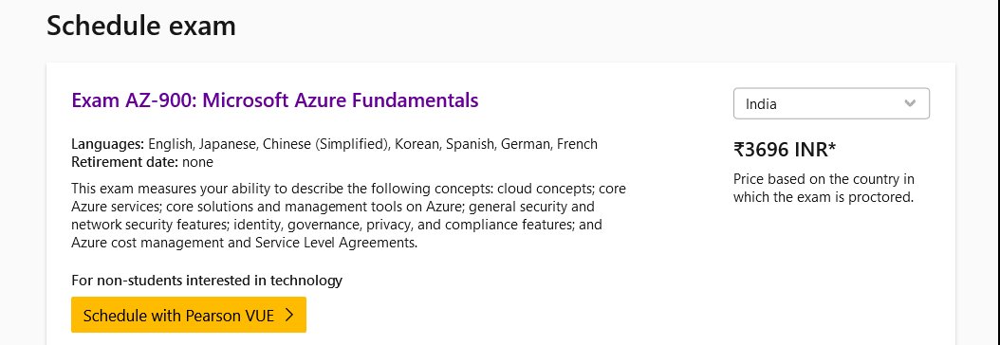 Schedule exam
Exam AZ-900: Microsoft Azure Fundamentals
Languages: English, Japanese, Chinese (Simplified), Korean, Spanish, German, French
Retirement date: none
This exam measures your ability to describe the following concepts: cloud concepts; core
Azure services; core solutions and management tools on Azure; general security and
network security features; identity, governance, privacy, and compliance features; and
Azure cost management and Service Level Agreements.
For non-students interested in technology
Schedule with Pearson VUE
India
₹3696 INR*
Price based on the country in
which the exam is proctored.